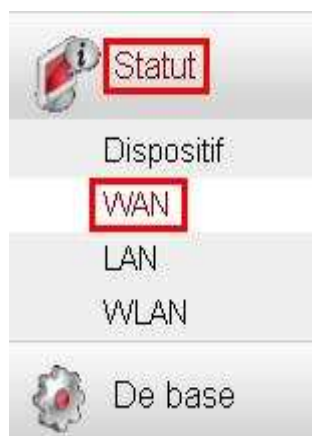 Statut
Dispositif
WAN
LAN
WLAN
De base